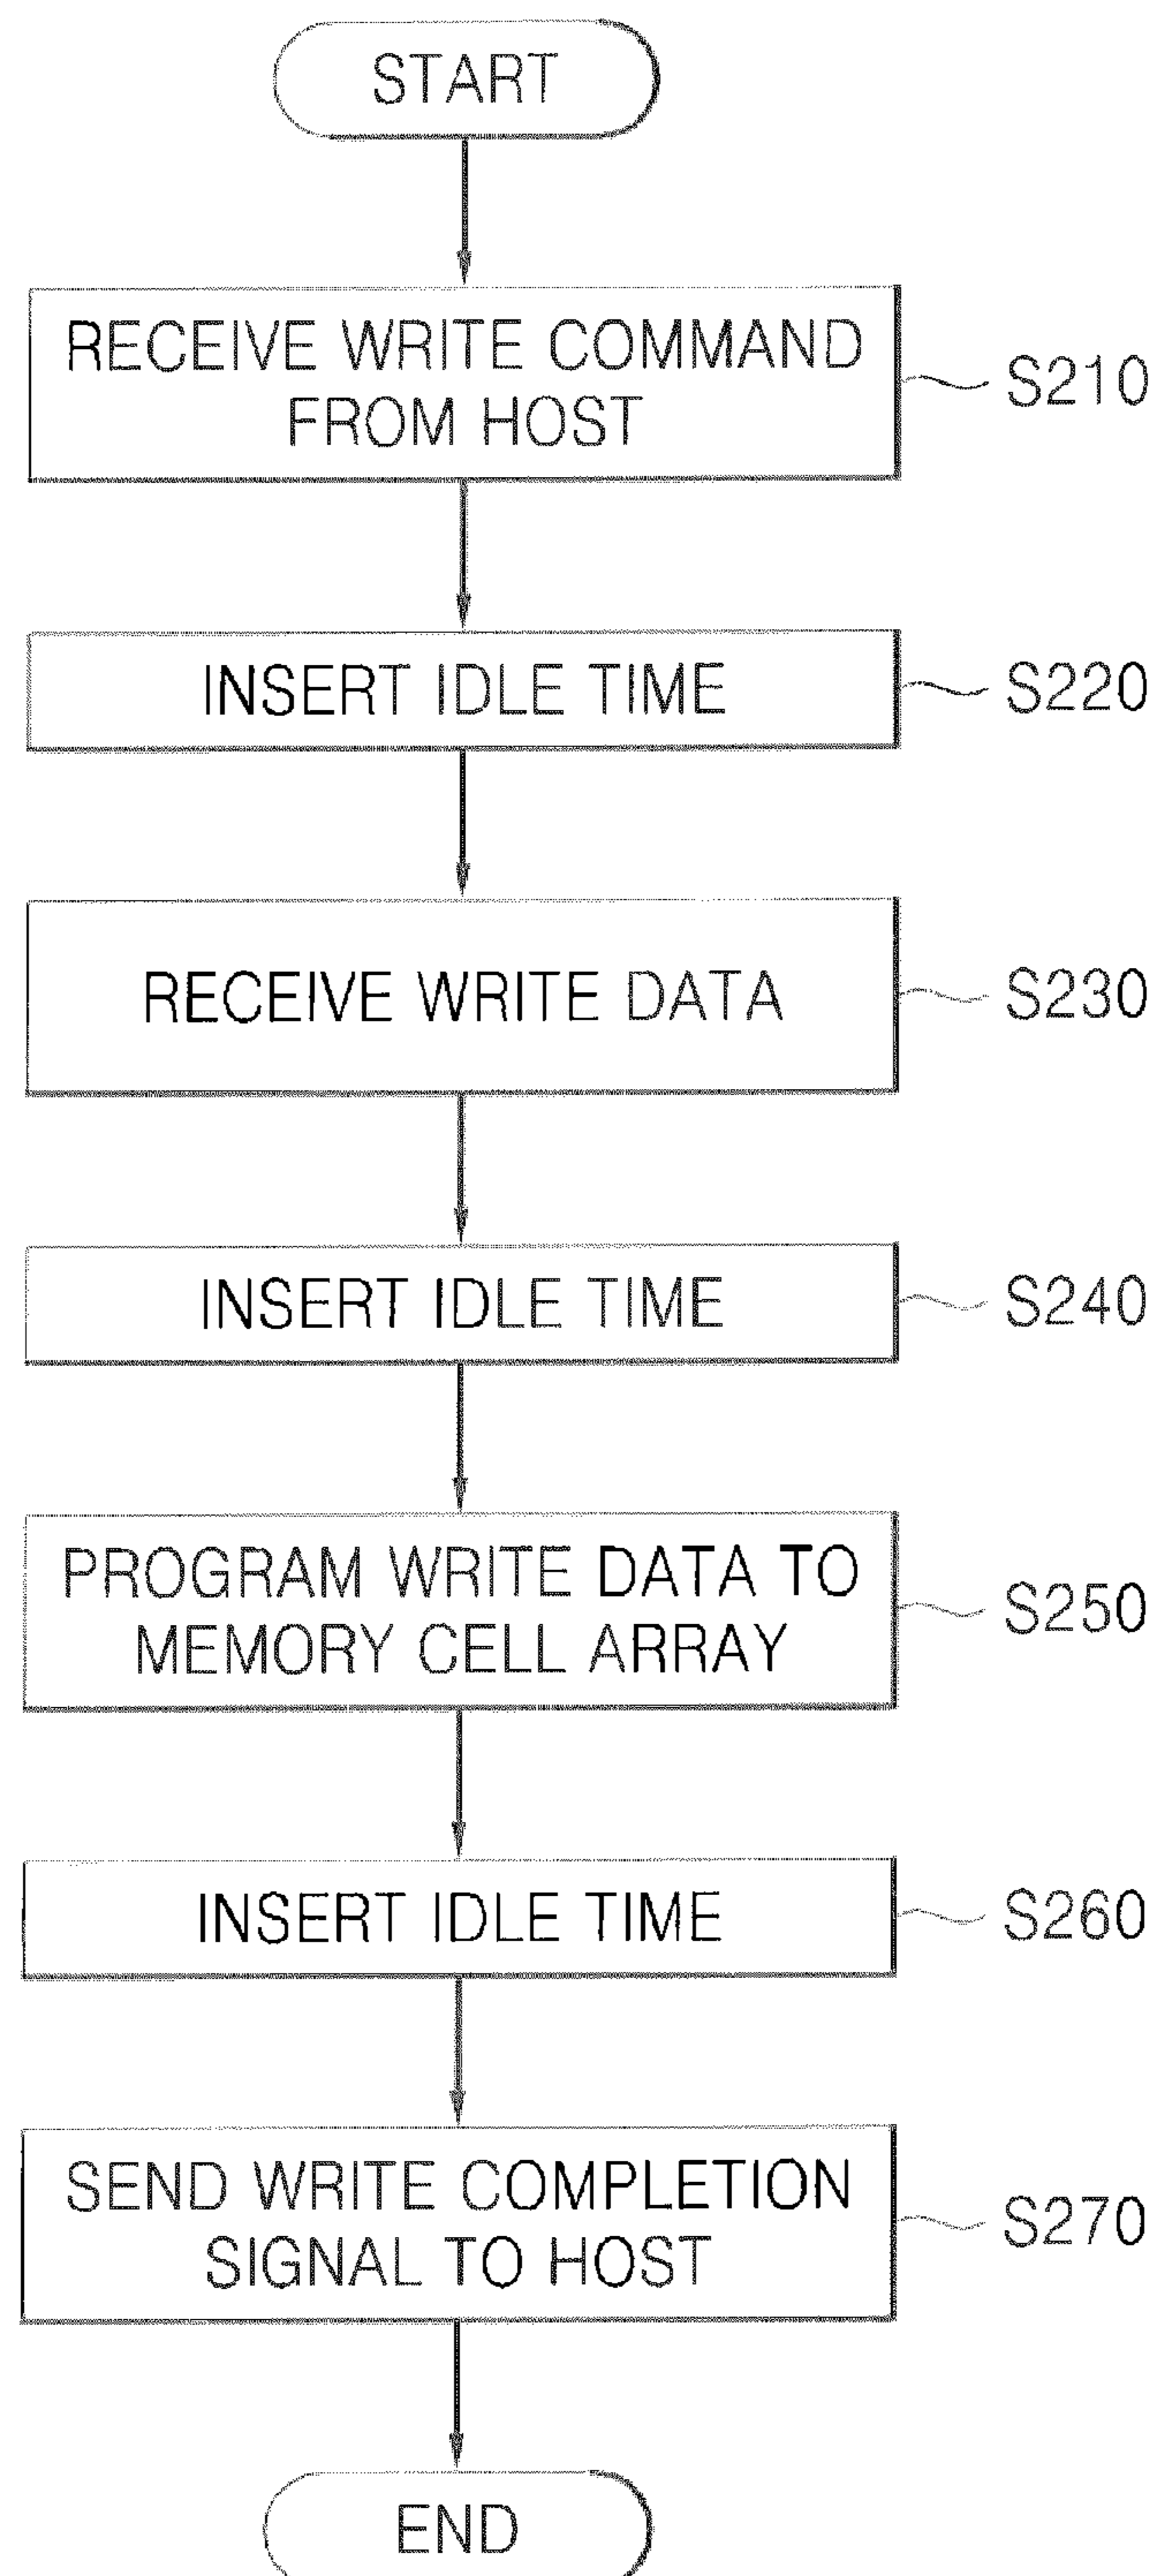 START
RECEIVE WRITE COMMAND
FROM HOST
S210
INSERT IDLE TIME
S220
RECEIVE WRITE DATA
S230
INSERT IDLE TIME
S240
PROGRAM WRITE DATA TO
MEMORY CELL ARRAY
S250
INSERT IDLE TIME
S260
SEND WRITE COMPLETION
SIGNAL TO HOST
S270
END